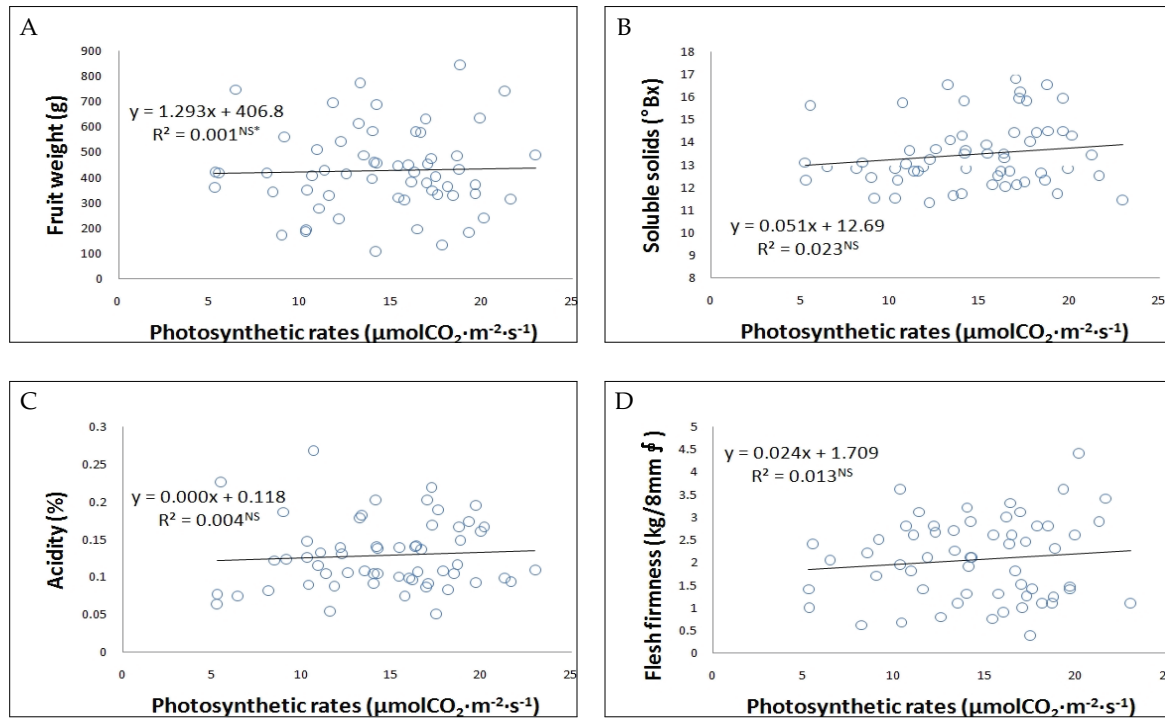 A
900
800
700
600
500
400
300
200
100
0
Fruit weight (g)
y = 1.293x + 406.8
R² = 0.001ᴺˢ*
0 5 10 15 20 25
Photosynthetic rates (μmolCO₂·m⁻²·s⁻¹)
B
18
17
16
15
14
13
12
11
10
9
8
Soluble solids (°Bx)
y = 0.051x + 12.69
R² = 0.023ᴺˢ
0 5 10 15 20 25
Photosynthetic rates (μmolCO₂·m⁻²·s⁻¹)
C
0.3
0.25
0.2
0.15
0.1
0.05
0
Acidity (%)
y = 0.000x + 0.118
R² = 0.004ᴺˢ
0 5 10 15 20 25
Photosynthetic rates (μmolCO₂·m⁻²·s⁻¹)
D
5
4.5
4
3.5
3
2.5
2
1.5
1
0.5
0
Flesh firmness (kg/8mm )
y = 0.024x + 1.709
R² = 0.013ᴺˢ
0 5 10 15 20 25
Photosynthetic rates (μmolCO₂·m⁻²·s⁻¹)